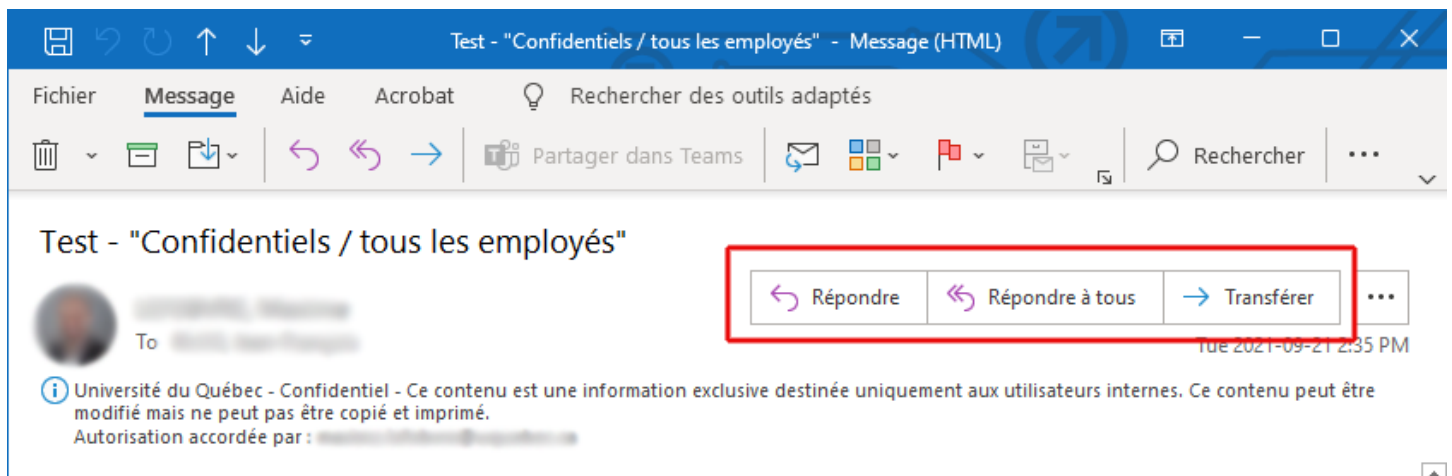 Test - "Confidentiels / tous les employés" - Message (HTML)
Fichier Message Aide Acrobat Rechercher des outils adaptés
Partager dans Teams Rechercher
Test - "Confidentiels / tous les employés"
Répondre Répondre à tous Transférer
To
Tue 2021-09-21 2:35 PM
Université du Québec - Confidentiel - Ce contenu est une information exclusive destinée uniquement aux utilisateurs internes. Ce contenu peut être
modifié mais ne peut pas être copié et imprimé.
Autorisation accordée par :